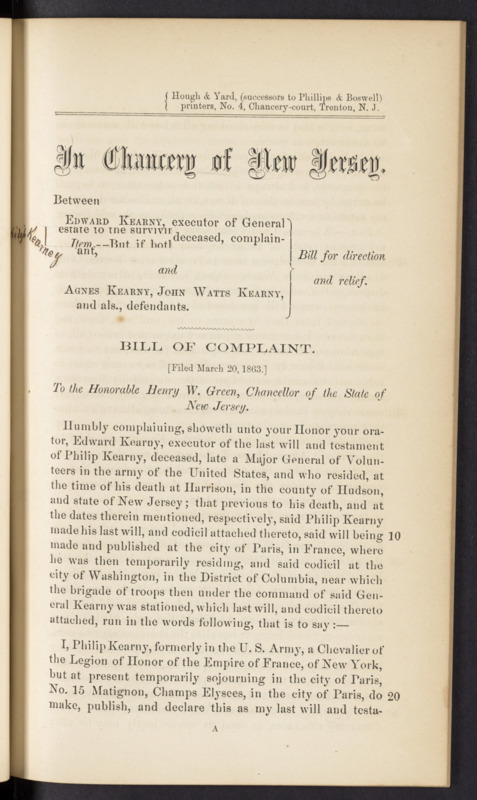 Hough & Yard, (successors to Phillips & Boswell)
printers, No. 4, Chancery-court, Trenton, N. J.
In Chancery of New Jersey.
Between
EDWARD KEARNY, executor of General
estate to the survivi
Kearney
Item.--But if botl deceased, complain-
ant,
and
AGNES KEARNY, JOHN WATTS KEARNY,
and als., defendants.
Bill for direction
and relief.
BILL OF COMPLAINT.
[Filed March 20, 1863.]
To the Honorable Henry W. Green, Chancellor of the State of
New Jersey.
Humbly complaining, showeth unto your Honor your ora-
tor, Edward Kearny, executor of the last will and testament
of Philip Kearny, deceased, late a Major General of Volun-
teers in the army of the United States, and who resided, at
the time of his death at Harrison, in the county of Hudson,
and state of New Jersey; that previous to his death, and at
the dates therein mentioned, respectively, said Philip Kearny
made his last will, and codicil attached thereto, said will being 10
made and published at the city of Paris, in France, where
he was then temporarily residing, and said codicil at the
city of Washington, in the District of Columbia, near which
the brigade of troops then under the command of said Gen-
eral Kearny was stationed, which last will, and codicil thereto
attached, run in the words following, that is to say:—
I, Philip Kearny, formerly in the U. S. Army, a Chevalier of
the Legion of Honor of the Empire of France, of New York,
but at present temporarily sojourning in the city of Paris,
No. 15 Matignon, Champs Elysees, in the city of Paris, do 20
make, publish, and declare this as my last will and testa-
A